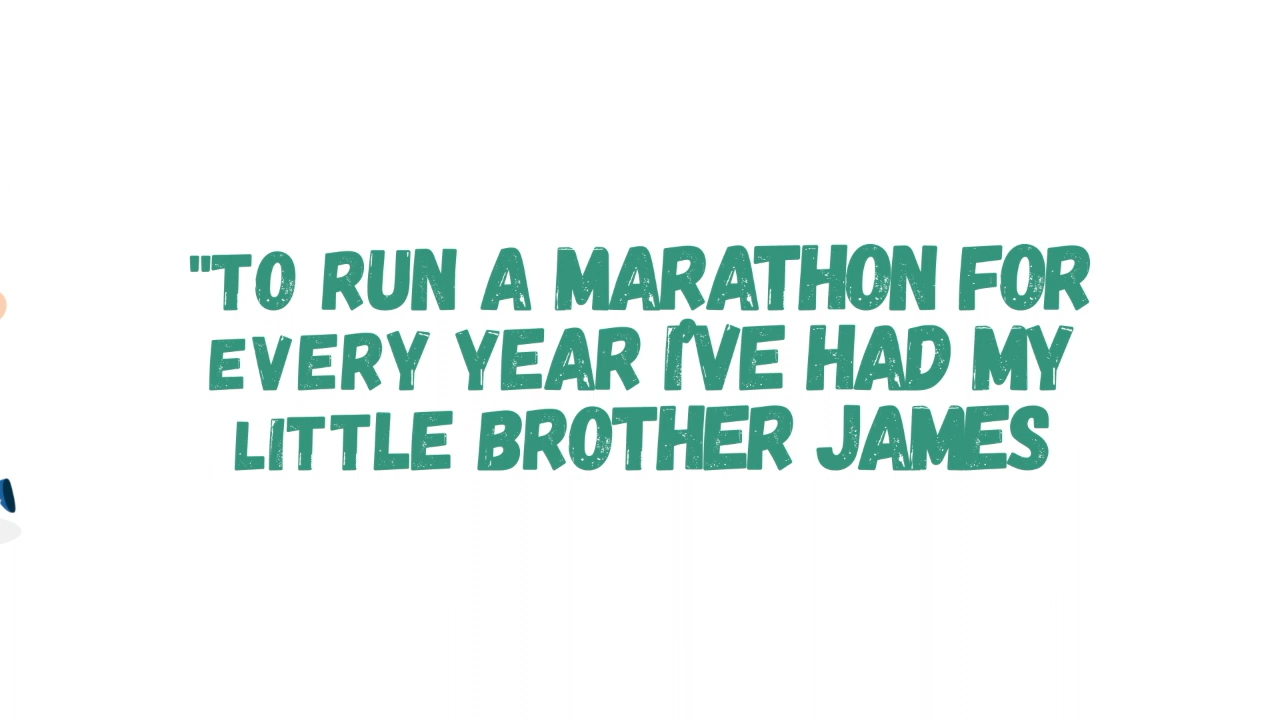 "TO RUN A MARATHON FOR
EVERY YEAR I'VE HAD MY
LITTLE BROTHER JAMES